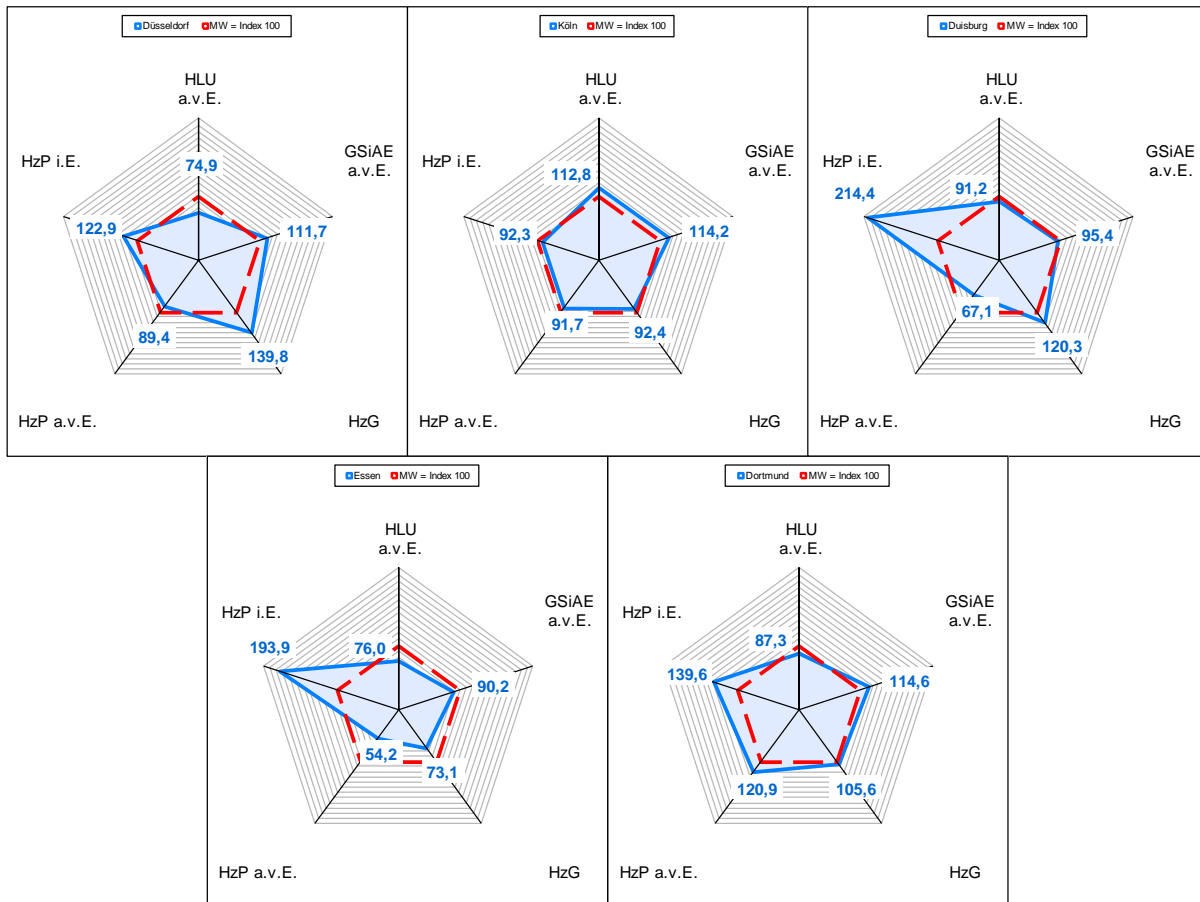 Düsseldorf MW = Index 100
HLU
a.v.E.
74,9
GSiAE
a.v.E.
111,7
HzP i.E.
122,9
89,4
139,8
HzP a.v.E.
HzG
Köln MW = Index 100
HLU
a.v.E.
112,8
GSiAE
a.v.E.
114,2
HzP i.E.
92,3
91,7
92,4
HzP a.v.E.
HzG
Duisburg MW = Index 100
HLU
a.v.E.
91,2
GSiAE
a.v.E.
95,4
HzP i.E.
214,4
67,1
120,3
HzP a.v.E.
HzG
Essen MW = Index 100
HLU
a.v.E.
76,0
GSiAE
a.v.E.
90,2
HzP i.E.
193,9
54,2
73,1
HzP a.v.E.
HzG
Dortmund MW = Index 100
HLU
a.v.E.
87,3
GSiAE
a.v.E.
114,6
HzP i.E.
139,6
120,9
105,6
HzP a.v.E.
HzG